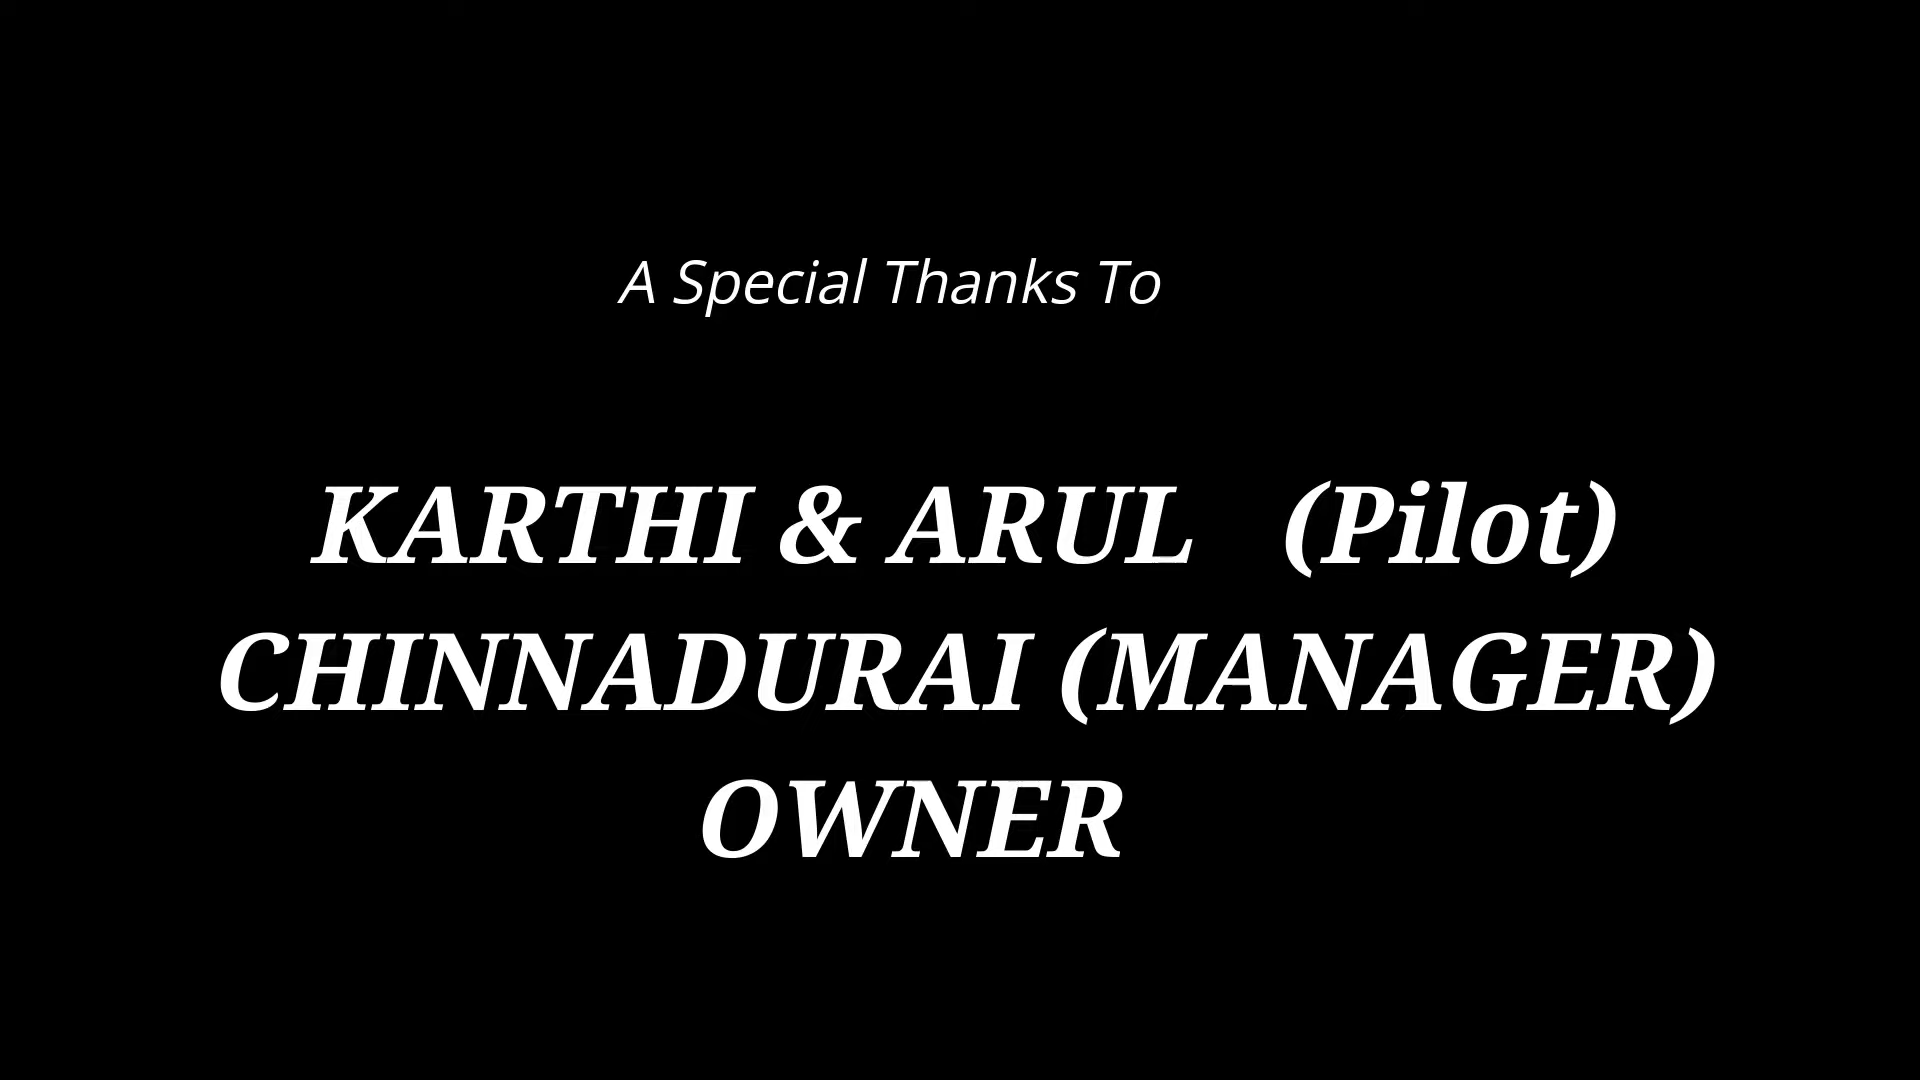 A Special Thanks To
KARTHI & ARUL (Pilot)
CHINNADURAI (MANAGER)
OWNER